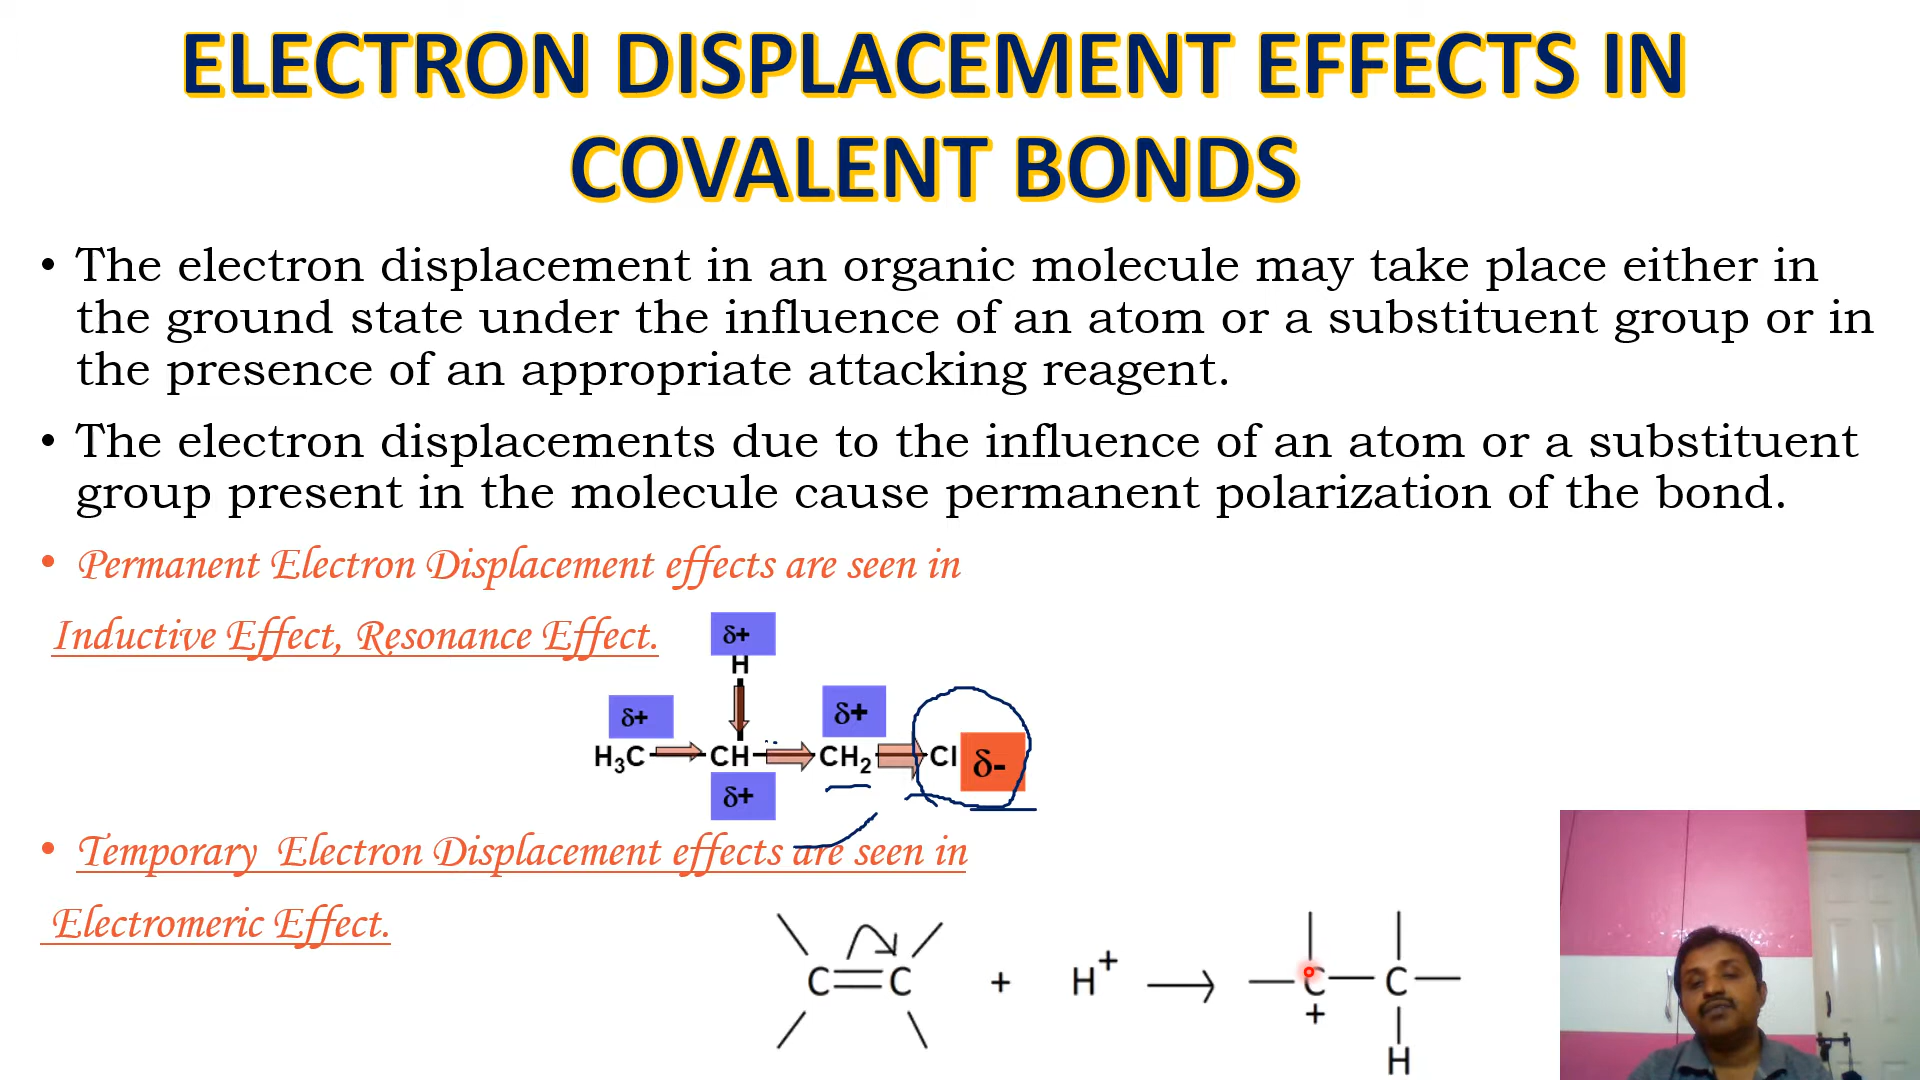 ELECTRON DISPLACEMENT EFFECTS IN
COVALENT BONDS
• The electron displacement in an organic molecule may take place either in
the ground state under the influence of an atom or a substituent group or in
the presence of an appropriate attacking reagent.
• The electron displacements due to the influence of an atom or a substituent
group present in the molecule cause permanent polarization of the bond.
• Permanent Electron Displacement effects are seen in
Inductive Effect, Resonance Effect.
δ+
H
δ+ δ+
H₃C CH CH₂ Cl δ-
δ+
• Temporary Electron Displacement effects are seen in
Electromeric Effect.
C=C + H⁺ → C—C
+
H